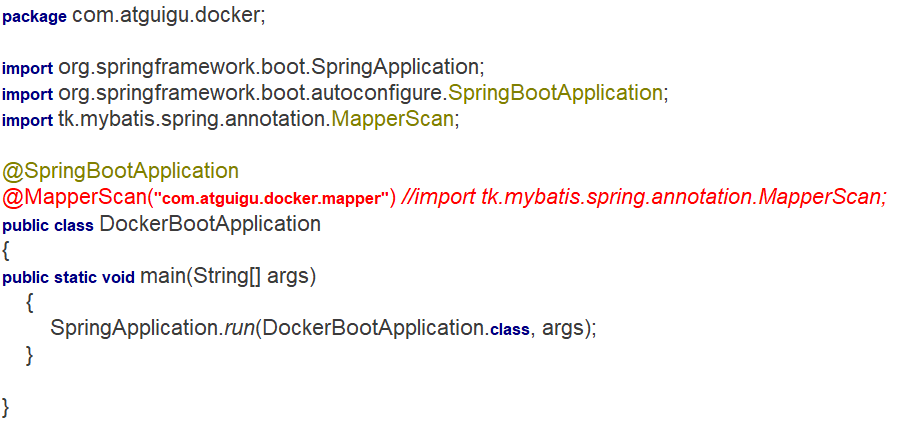 package com.atguigu.docker;
import org.springframework.boot.SpringApplication;
import org.springframework.boot.autoconfigure.SpringBootApplication;
import tk.mybatis.spring.annotation.MapperScan;
@SpringBootApplication
@MapperScan("com.atguigu.docker.mapper") //import tk.mybatis.spring.annotation.MapperScan;
public class DockerBootApplication
{
public static void main(String[] args)
{
SpringApplication.run(DockerBootApplication.class, args);
}
}